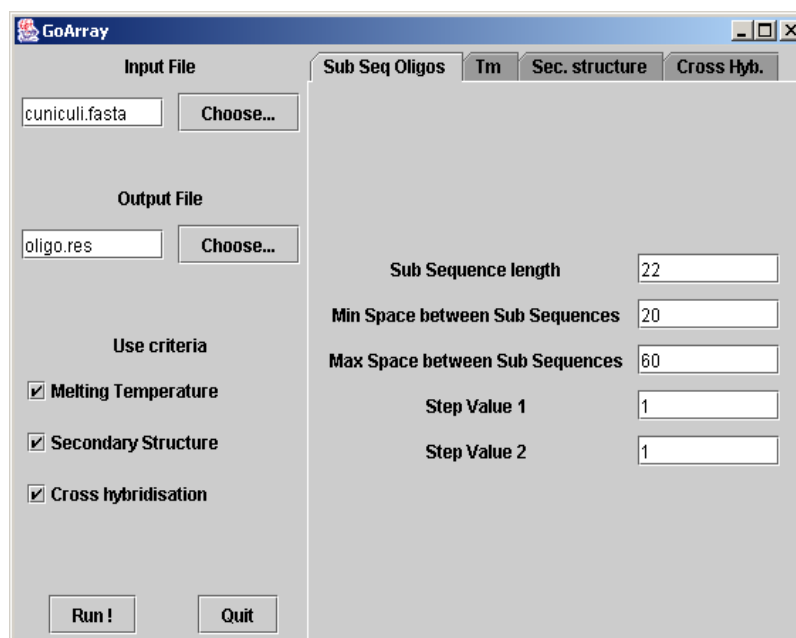 GoArray
Input File
cuniculi.fasta
Choose...
Output File
oligo.res
Choose...
Use criteria
Melting Temperature
Secondary Structure
Cross hybridisation
Run !
Quit
Sub Seq Oligos
Tm
Sec. structure
Cross Hyb.
Sub Sequence length
22
Min Space between Sub Sequences
20
Max Space between Sub Sequences
60
Step Value 1
1
Step Value 2
1